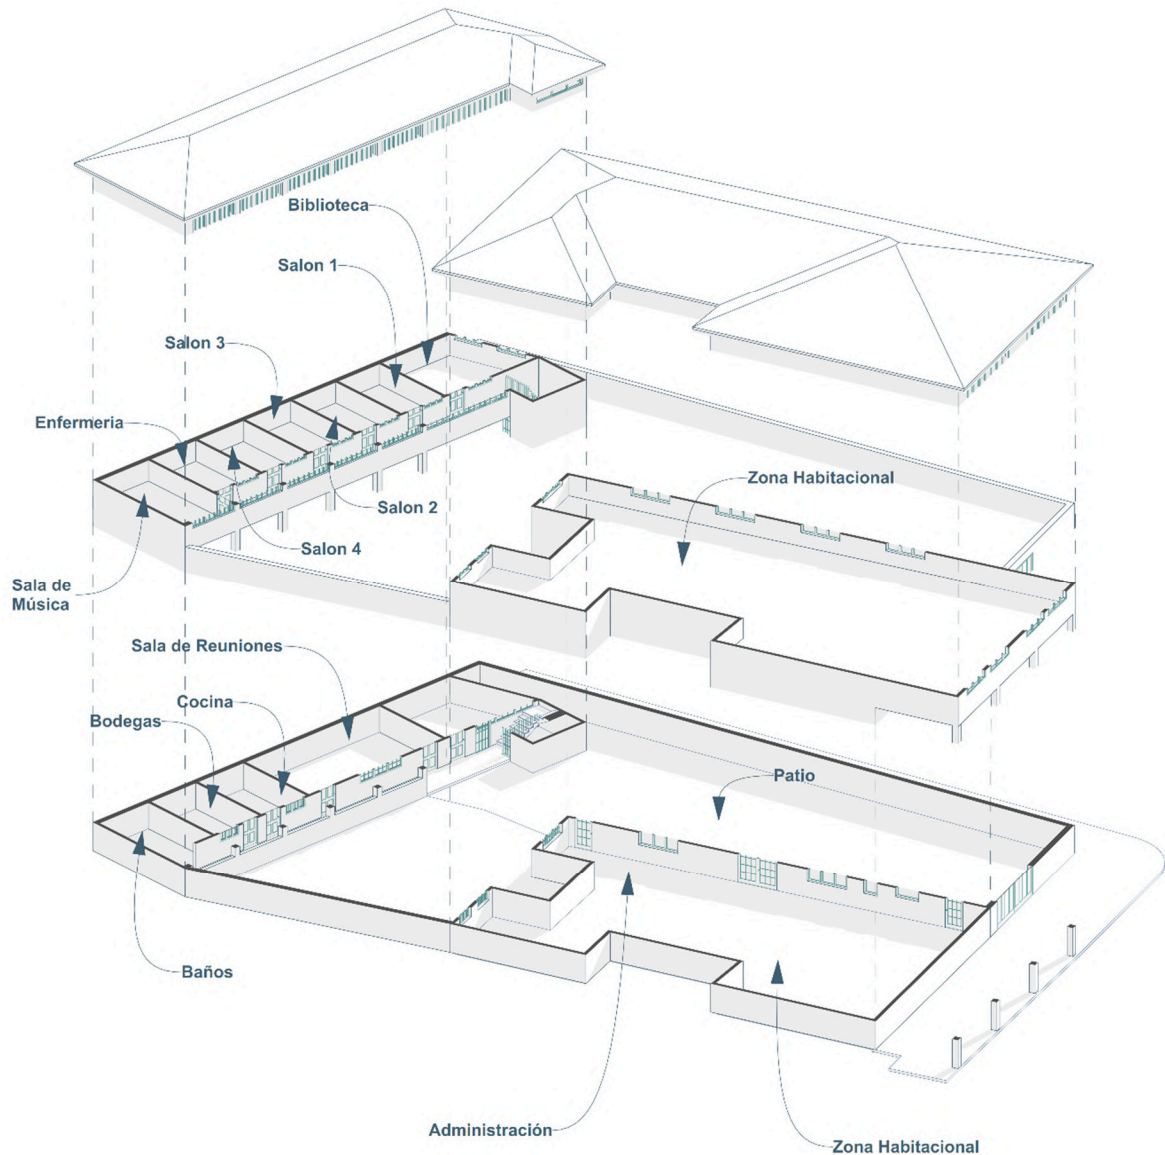 Biblioteca
Salon 1
Salon 3
Enfermeria
Zona Habitacional
Salon 2
Salon 4
Sala de
Música
Sala de Reuniones
Cocina
Bodegas
Patio
Baños
Administración
Zona Habitacional